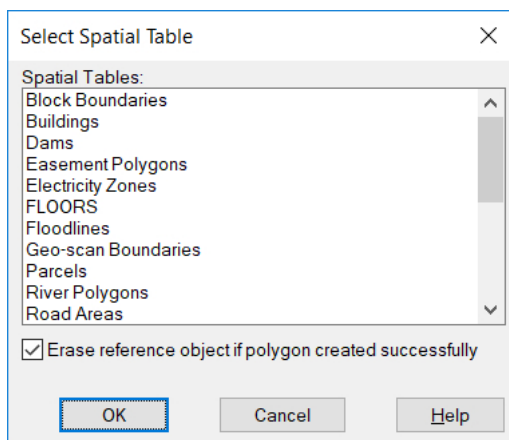 Select Spatial Table
Spatial Tables:
Block Boundaries
Buildings
Dams
Easement Polygons
Electricity Zones
FLOORS
Floodlines
Geo-scan Boundaries
Parcels
River Polygons
Road Areas
Erase reference object if polygon created successfully
OK Cancel Help